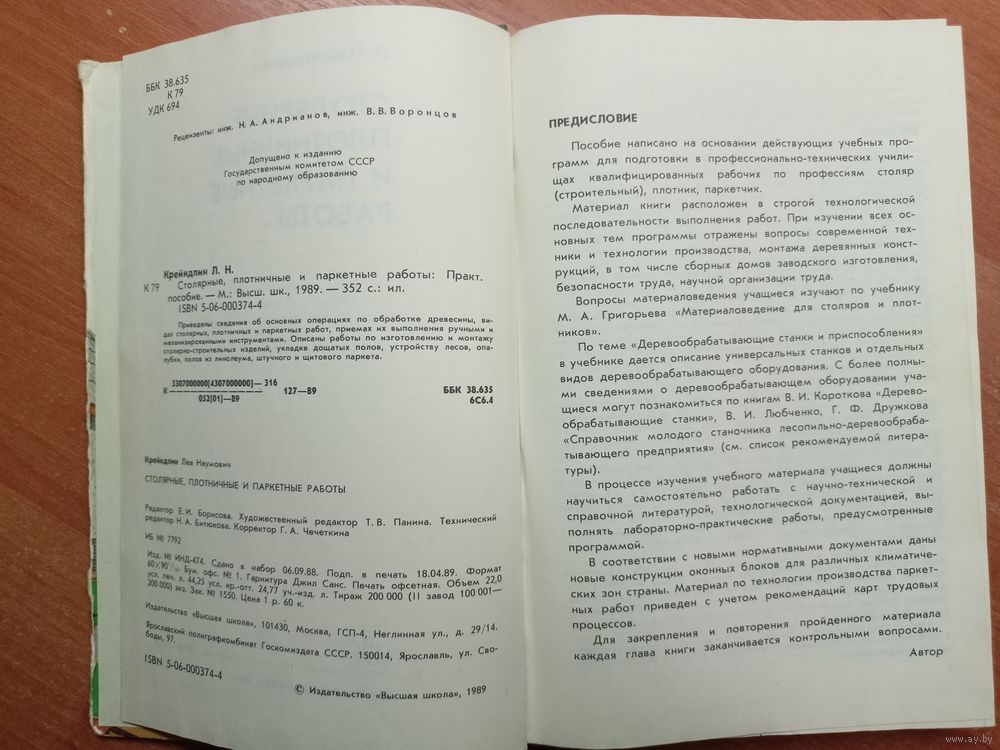 ББК 38.635
К 79
УДК 694
Рецензенты: инж. Н. А. Андрианов, инж. В. В. Воронцов
Допущено к изданию
Государственным комитетом СССР
по народному образованию
Крейндлин Л. Н.
К 79 Столярные, плотничные и паркетные работы: Практ.
пособие. — М.: Высш. шк., 1989. — 352 с.: ил.
ISBN 5-06-000374-4
Приведены сведения об основных операциях по обработке древесины, ви-
дах столярных, плотничных и паркетных работ, приемах их выполнения ручными и
механизированными инструментами. Описаны работы по изготовлению и монтажу
столярно-строительных изделий, укладке дощатых полов, устройству лесов, опа-
лубки, полов из линолеума, штучного и щитового паркета.
К 3307000000(4307000000)—316
052(01)—89 127—89
ББК 38.635
6С6.4
Крейндлин Лев Наумович
СТОЛЯРНЫЕ, ПЛОТНИЧНЫЕ И ПАРКЕТНЫЕ РАБОТЫ
Редактор Е.И. Борисова. Художественный редактор Т. В. Панина. Технический
редактор Н.А. Битюкова. Корректор Г. А. Чечеткина
ИБ № 7792
Изд. № ИНД-474. Сдано в набор 06.09.88. Подп. в печать 18.04.89. Формат
60×90 Бум. офс. № 1. Гарнитура Джил Санс. Печать офсетная. Объем 22,0
усл. печ. л. 44,25 усл. кр.-отт. 24,77 уч.-изд. л. Тираж 200 000 (II завод 100 001—
200 000) экз. Зак. № 1550. Цена 1 р. 60 к.
Издательство «Высшая школа», 101430, Москва, ГСП-4, Неглинная ул., д. 29/14.
Ярославский полиграфкомбинат Госкомиздата СССР. 150014, Ярославль, ул. Сво-
боды, 97.
ISBN 5-06-000374-4
© Издательство «Высшая школа», 1989
ПРЕДИСЛОВИЕ
Пособие написано на основании действующих учебных про-
грамм для подготовки в профессионально-технических учили-
щах квалифицированных рабочих по профессиям столяр
(строительный), плотник, паркетчик.
Материал книги расположен в строгой технологической
последовательности выполнения работ. При изучении всех ос-
новных тем программы отражены вопросы современной тех-
ники и технологии производства, монтажа деревянных конст-
рукций, в том числе сборных домов заводского изготовления,
безопасности труда, научной организации труда.
Вопросы материаловедения учащиеся изучают по учебнику
М. А. Григорьева «Материаловедение для столяров и плот-
ников».
По теме «Деревообрабатывающие станки и приспособления»
в учебнике дается описание универсальных станков и отдельных
видов деревообрабатывающего оборудования. С более полны-
ми сведениями о деревообрабатывающем оборудовании уча-
щиеся могут познакомиться по книгам В. И. Короткова «Дерево-
обрабатывающие станки», В. И. Любченко, Г. Ф. Дружкова
«Справочник молодого станочника лесопильно-деревообраба-
тывающего предприятия» (см. список рекомендуемой литера-
туры).
В процессе изучения учебного материала учащиеся должны
научиться самостоятельно работать с научно-технической и
справочной литературой, технологической документацией, вы-
полнять лабораторно-практические работы, предусмотренные
программой.
В соответствии с новыми нормативными документами даны
новые конструкции оконных блоков для различных климатиче-
ских зон страны. Материал по технологии производства паркет-
ных работ приведен с учетом рекомендаций карт трудовых
процессов.
Для закрепления и повторения пройденного материала
каждая глава книги заканчивается контрольными вопросами.
Автор
www.ay.by